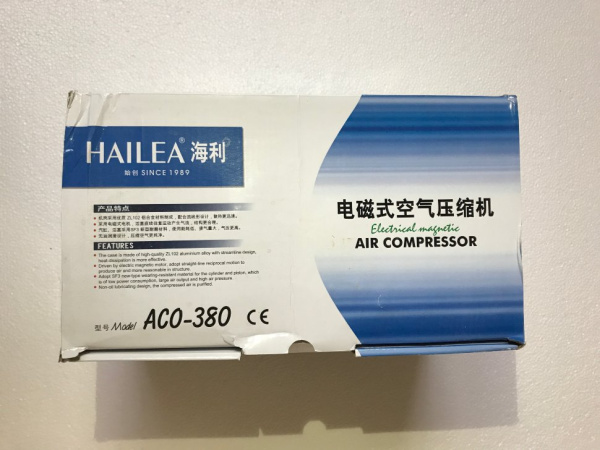 HAILEA® 海利
始创 SINCE 1989
产品特点
FEATURES
The case is made of high quality ZL102 aluminium alloy with streamline design,
heat dissipation is more effective.
Driven by electric magnetic motor, adopt straight-line reciprocal motion to
produce air and more reasonable in structure.
Adopt SF3 new-type wearing-resistant material for the cylinder and piston, which
is of low power consumption, large air output and high air pressure.
Non-oil lubricating design, the compressed air is purified.
型号 Model ACO-380 CE
电磁式空气压缩机
Electrical magnetic
AIR COMPRESSOR